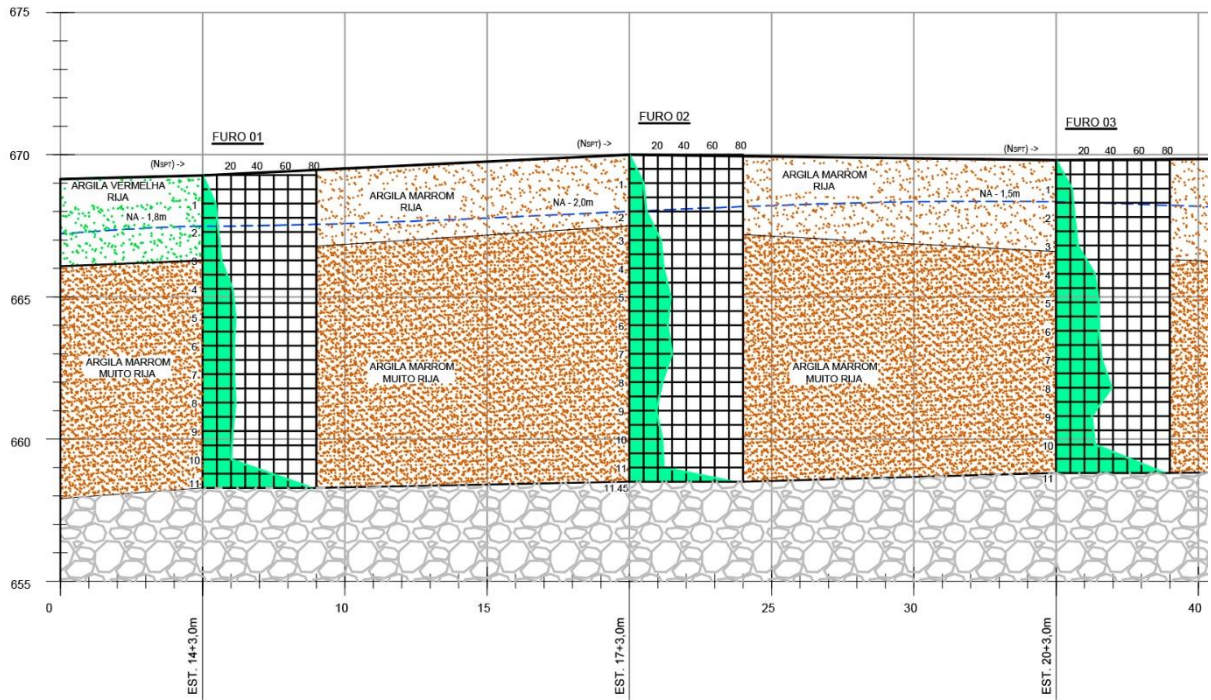 675
FURO 01
FURO 02
FURO 03
670
(NSPT) ->
20 40 60 80
(NSPT) ->
20 40 60 80
(NSPT) ->
20 40 60 80
ARGILA VERMELHA
RIJA
NA - 1,8m
ARGILA MARROM
RIJA
NA - 2,0m
ARGILA MARROM
RIJA
NA - 1,5m
1
2
3
4
5
6
7
8
9
10
11
1
2
3
4
5
6
7
8
9
10
11
11.45
1
2
3
4
5
6
7
8
9
10
11
665
ARGILA MARROM
MUITO RIJA
ARGILA MARROM
MUITO RIJA
ARGILA MARROM
MUITO RIJA
660
655
0
10
15
25
30
40
EST. 14+3,0m
EST. 17+3,0m
EST. 20+3,0m